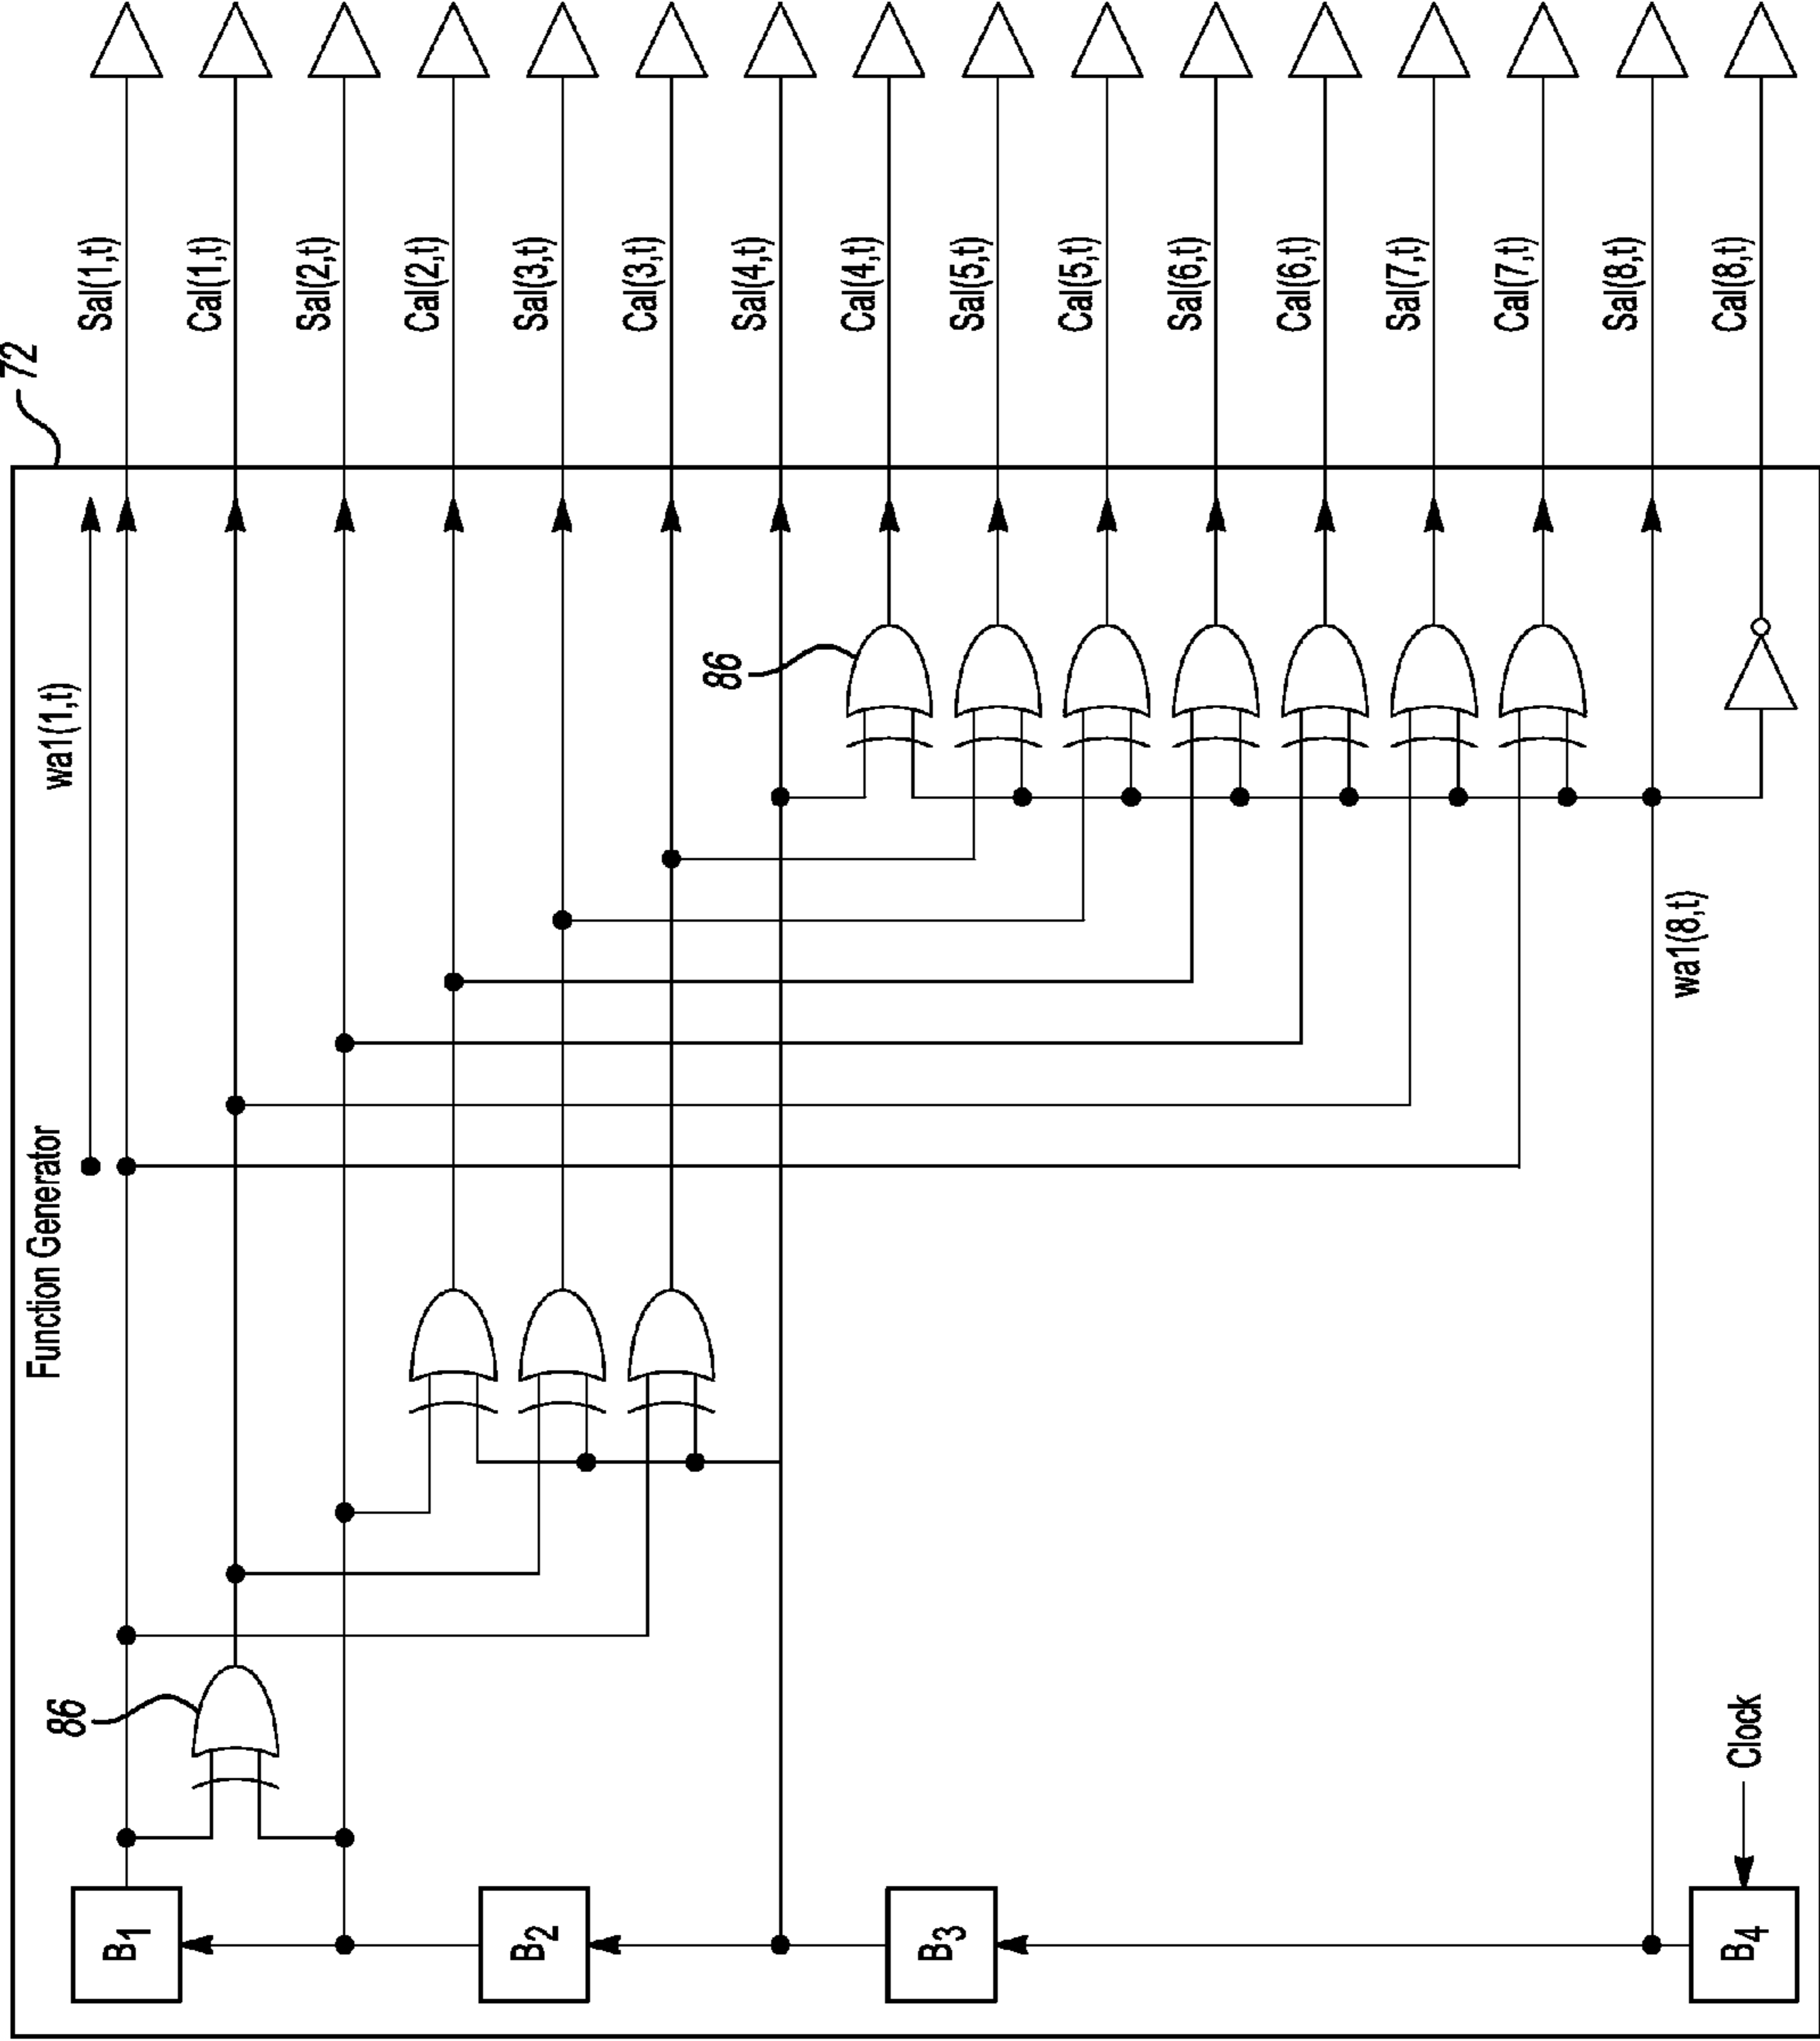 72
Function Generator
wa1(1,t)
Sal(1,t)
Cal(1,t)
Sal(2,t)
Cal(2,t)
Sal(3,t)
Cal(3,t)
Sal(4,t)
Cal(4,t)
Sal(5,t)
Cal(5,t)
Sal(6,t)
Cal(6,t)
Sal(7,t)
Cal(7,t)
Sal(8,t)
Cal(8,t)
86
86
wa1(8,t)
B1
B2
B3
B4
Clock